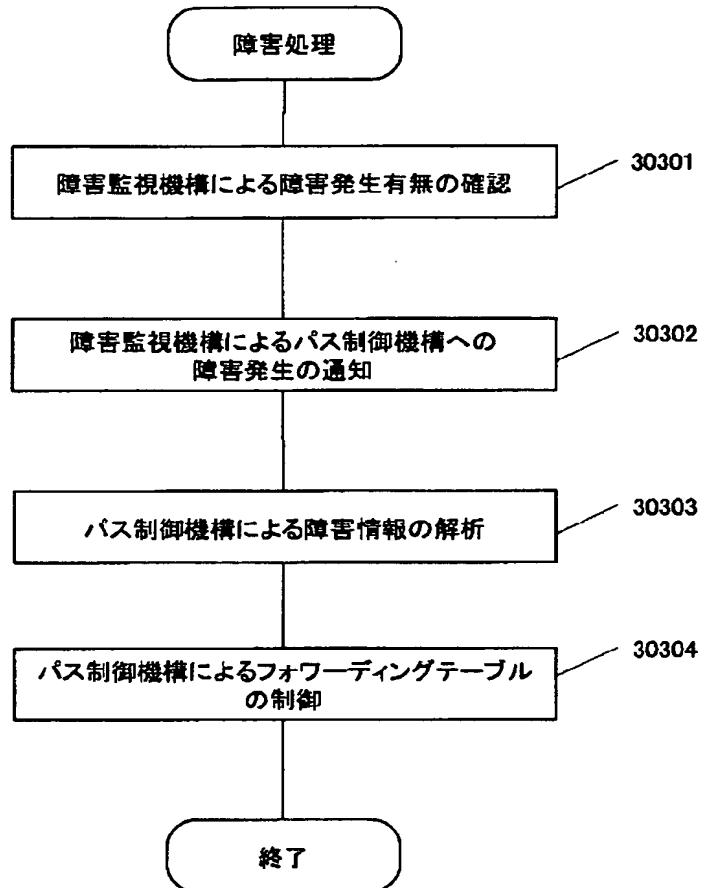 障害処理
障害監視機構による障害発生有無の確認
30301
障害監視機構によるパス制御機構への
障害発生の通知
30302
パス制御機構による障害情報の解析
30303
パス制御機構によるフォワーディングテーブル
の制御
30304
終了